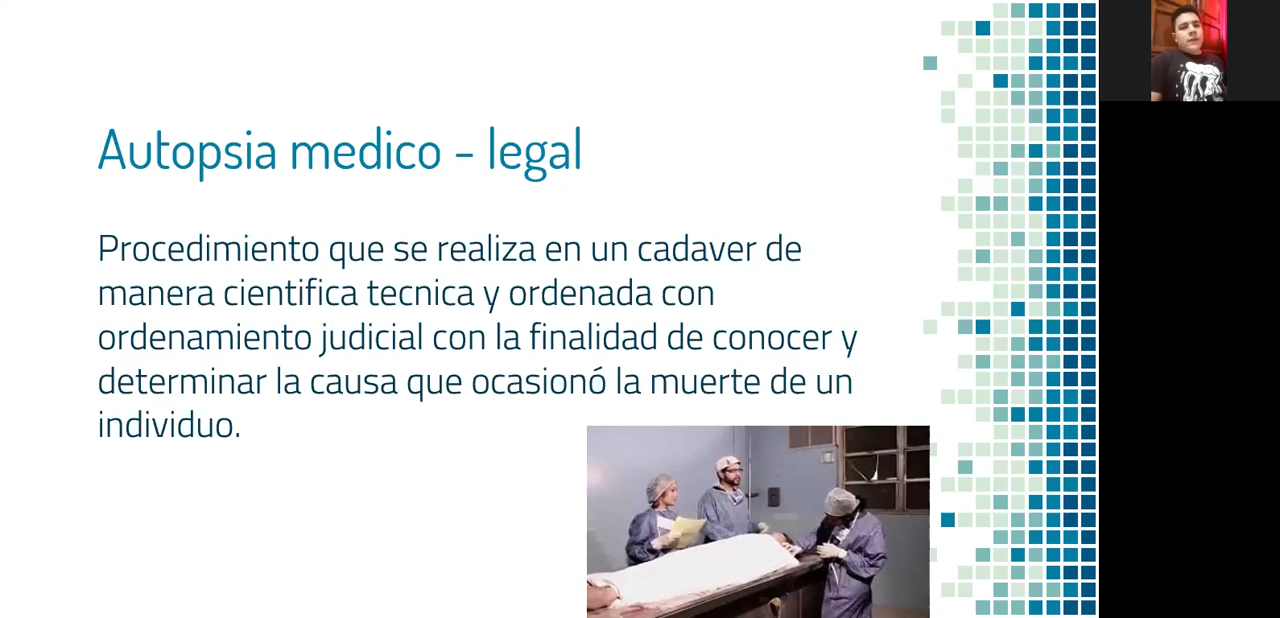 Autopsia medico - legal
Procedimiento que se realiza en un cadaver de
manera cientifica tecnica y ordenada con
ordenamiento judicial con la finalidad de conocer y
determinar la causa que ocasionó la muerte de un
individuo.